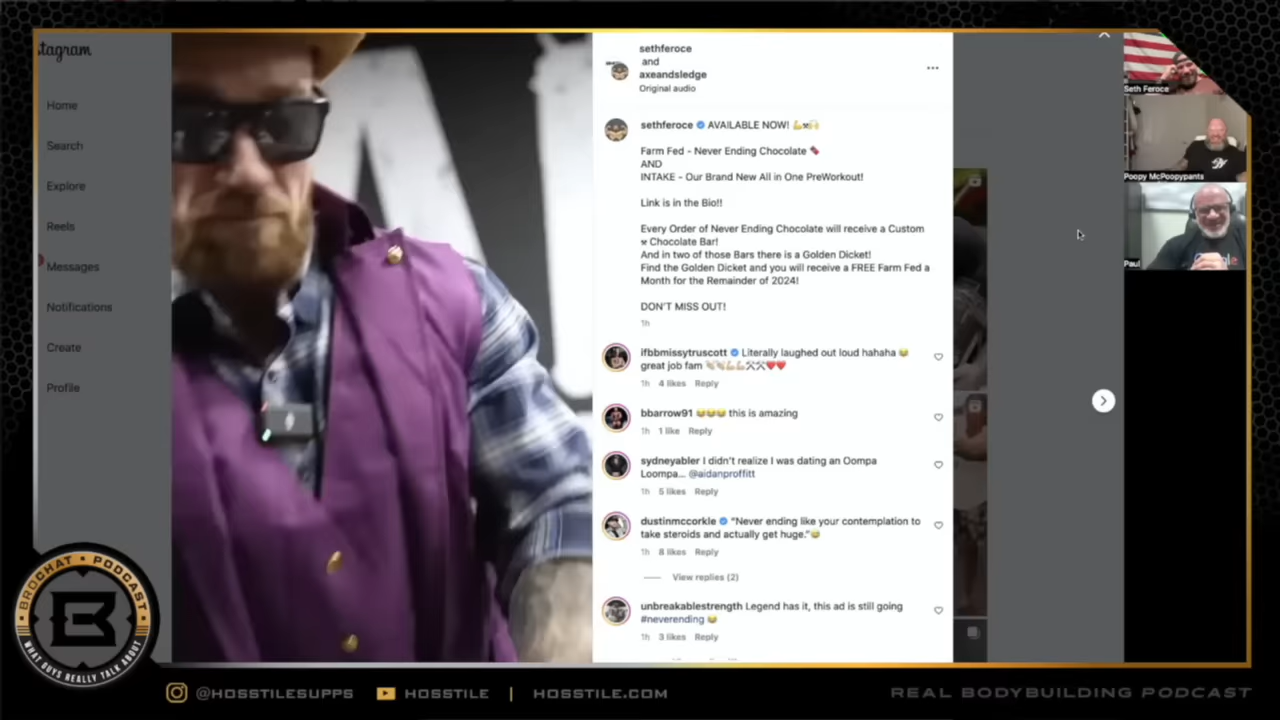 stagram
Home
Search
Explore
Reels
Messages
Notifications
Create
Profile
sethferoce
and
axeandsledge
Original audio
sethferoce AVAILABLE NOW! 💪⚒🙌
Farm Fed - Never Ending Chocolate 🍫
AND
INTAKE - Our Brand New All in One PreWorkout!
Link is in the Bio!!
Every Order of Never Ending Chocolate will receive a Custom
⚒ Chocolate Bar!
And in two of those Bars there is a Golden Dicket!
Find the Golden Dicket and you will receive a FREE Farm Fed a
Month for the Remainder of 2024!
DON'T MISS OUT!
1h
ifbbmissytruscott Literally laughed out loud hahaha 😂
great job fam 👏🏼👏🏼💪🏼💪🏼⚒️⚒️❤️❤️
1h 4 likes Reply
bbarrow91 😂😂😂 this is amazing
1h 1 like Reply
sydneyabler I didn't realize I was dating an Oompa
Loompa... @aidanproffitt
1h 5 likes Reply
dustinmccorkle "Never ending like your contemplation to
take steroids and actually get huge."😂
1h 8 likes Reply
View replies (2)
unbreakablestrength Legend has it, this ad is still going
#neverending 😂
1h 3 likes Reply
Seth Feroce
Poopy McPoopypants
Paul
BROCHAT • PODCAST
B
WHAT GUYS REALLY TALK ABOUT
@HOSSTILESUPPS
HOSSTILE | HOSSTILE.COM
REAL BODYBUILDING PODCAST